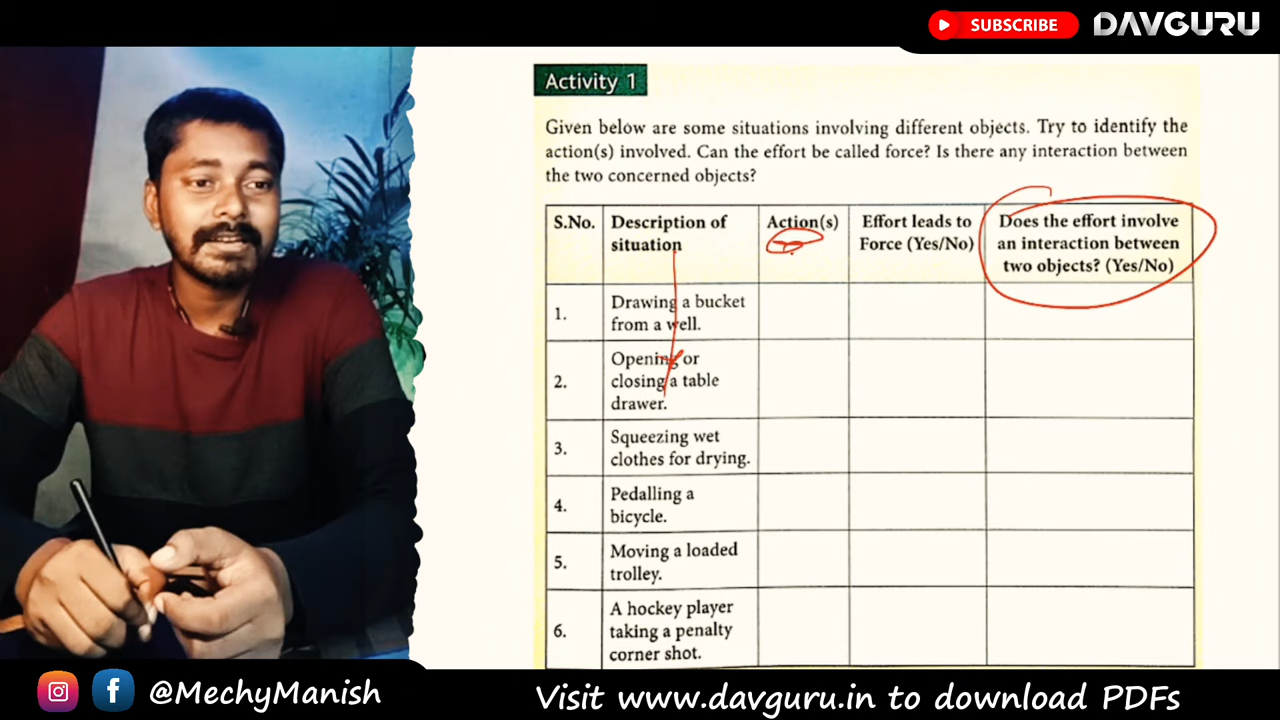 SUBSCRIBE DAVGURU
Activity 1
Given below are some situations involving different objects. Try to identify the
action(s) involved. Can the effort be called force? Is there any interaction between
the two concerned objects?
S.No.
Description of
situation
Action(s)
Effort leads to
Force (Yes/No)
Does the effort involve
an interaction between
two objects? (Yes/No)
1.
Drawing a bucket
from a well.
2.
Opening or
closing a table
drawer.
3.
Squeezing wet
clothes for drying.
4.
Pedalling a
bicycle.
5.
Moving a loaded
trolley.
6.
A hockey player
taking a penalty
corner shot.
@MechyManish
Visit www.davguru.in to download PDFs